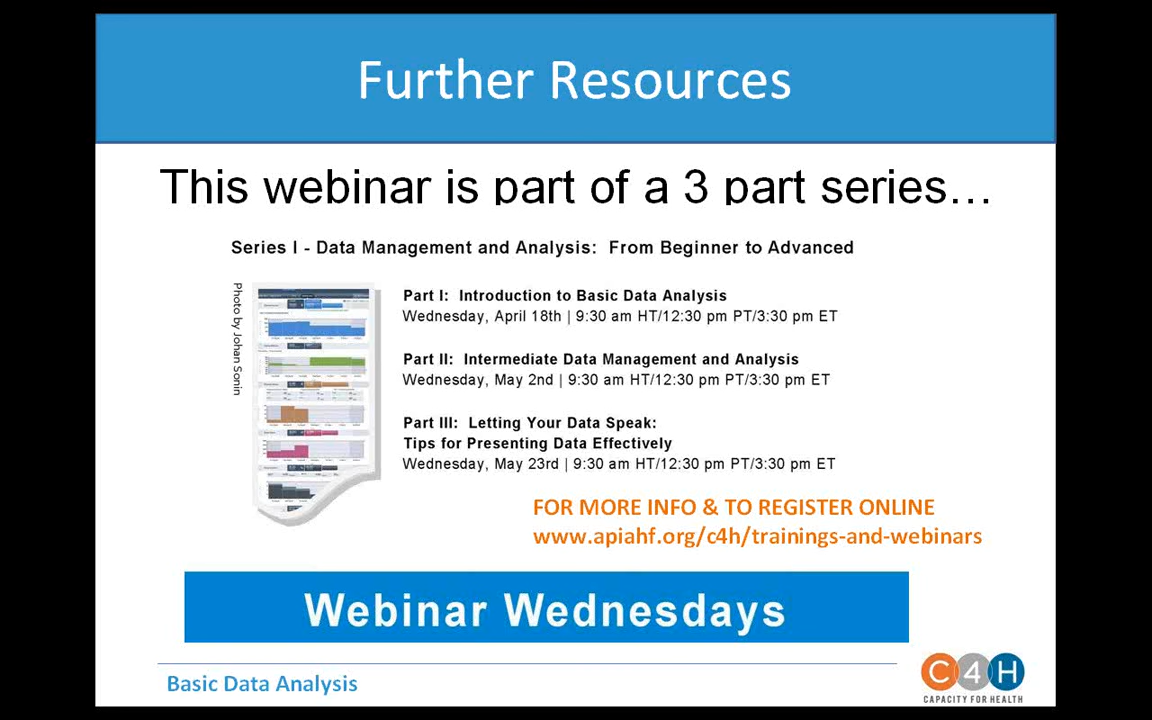 Further Resources
This webinar is part of a 3 part series...
Series I - Data Management and Analysis: From Beginner to Advanced
Photo by Johan Sonin
Part I: Introduction to Basic Data Analysis
Wednesday, April 18th | 9:30 am HT/12:30 pm PT/3:30 pm ET
Part II: Intermediate Data Management and Analysis
Wednesday, May 2nd | 9:30 am HT/12:30 pm PT/3:30 pm ET
Part III: Letting Your Data Speak:
Tips for Presenting Data Effectively
Wednesday, May 23rd | 9:30 am HT/12:30 pm PT/3:30 pm ET
FOR MORE INFO & TO REGISTER ONLINE
www.apiahf.org/c4h/trainings-and-webinars
Webinar Wednesdays
Basic Data Analysis
C4H
CAPACITY FOR HEALTH